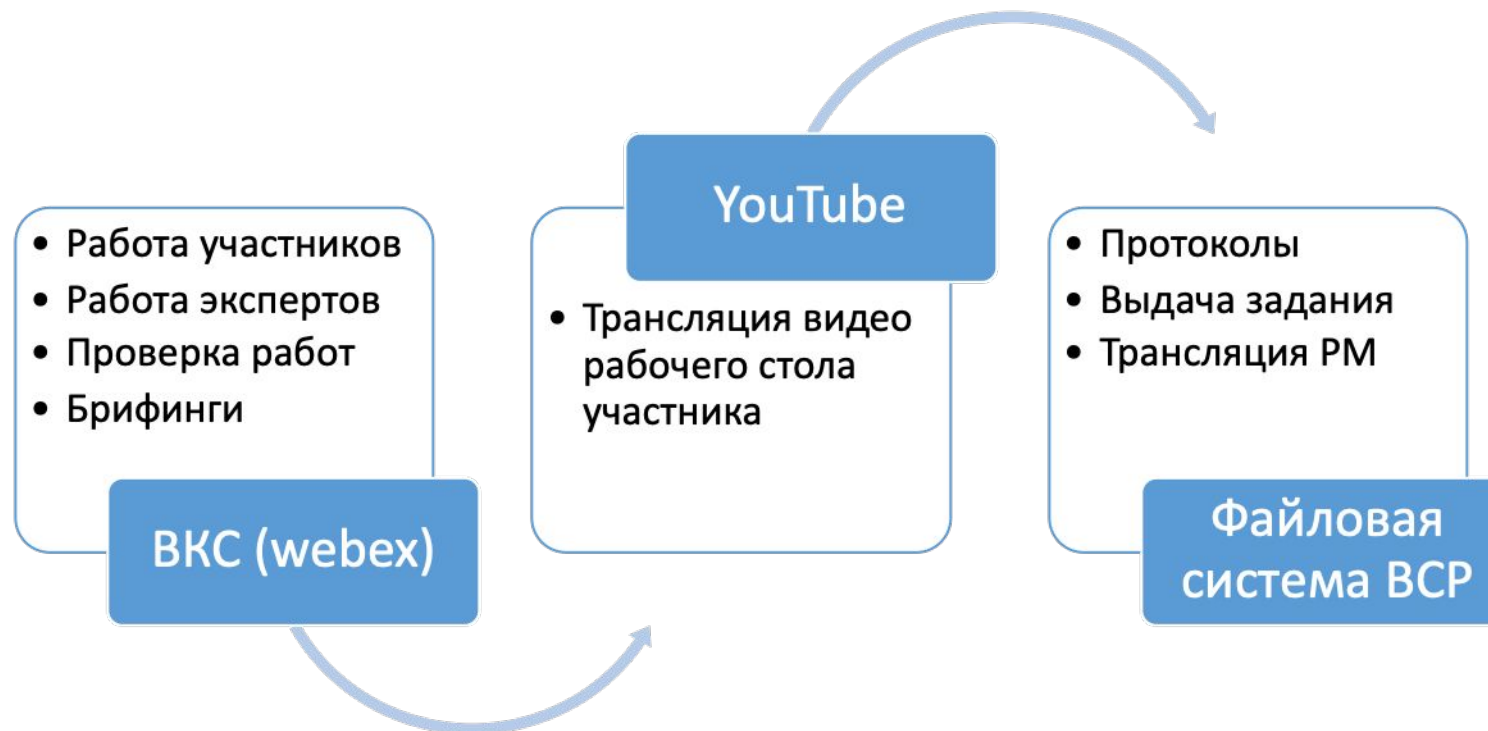 • Работа участников
• Работа экспертов
• Проверка работ
• Брифинги
ВКС (webex)
YouTube
• Трансляция видео
рабочего стола
участника
• Протоколы
• Выдача задания
• Трансляция РМ
Файловая
система ВСР